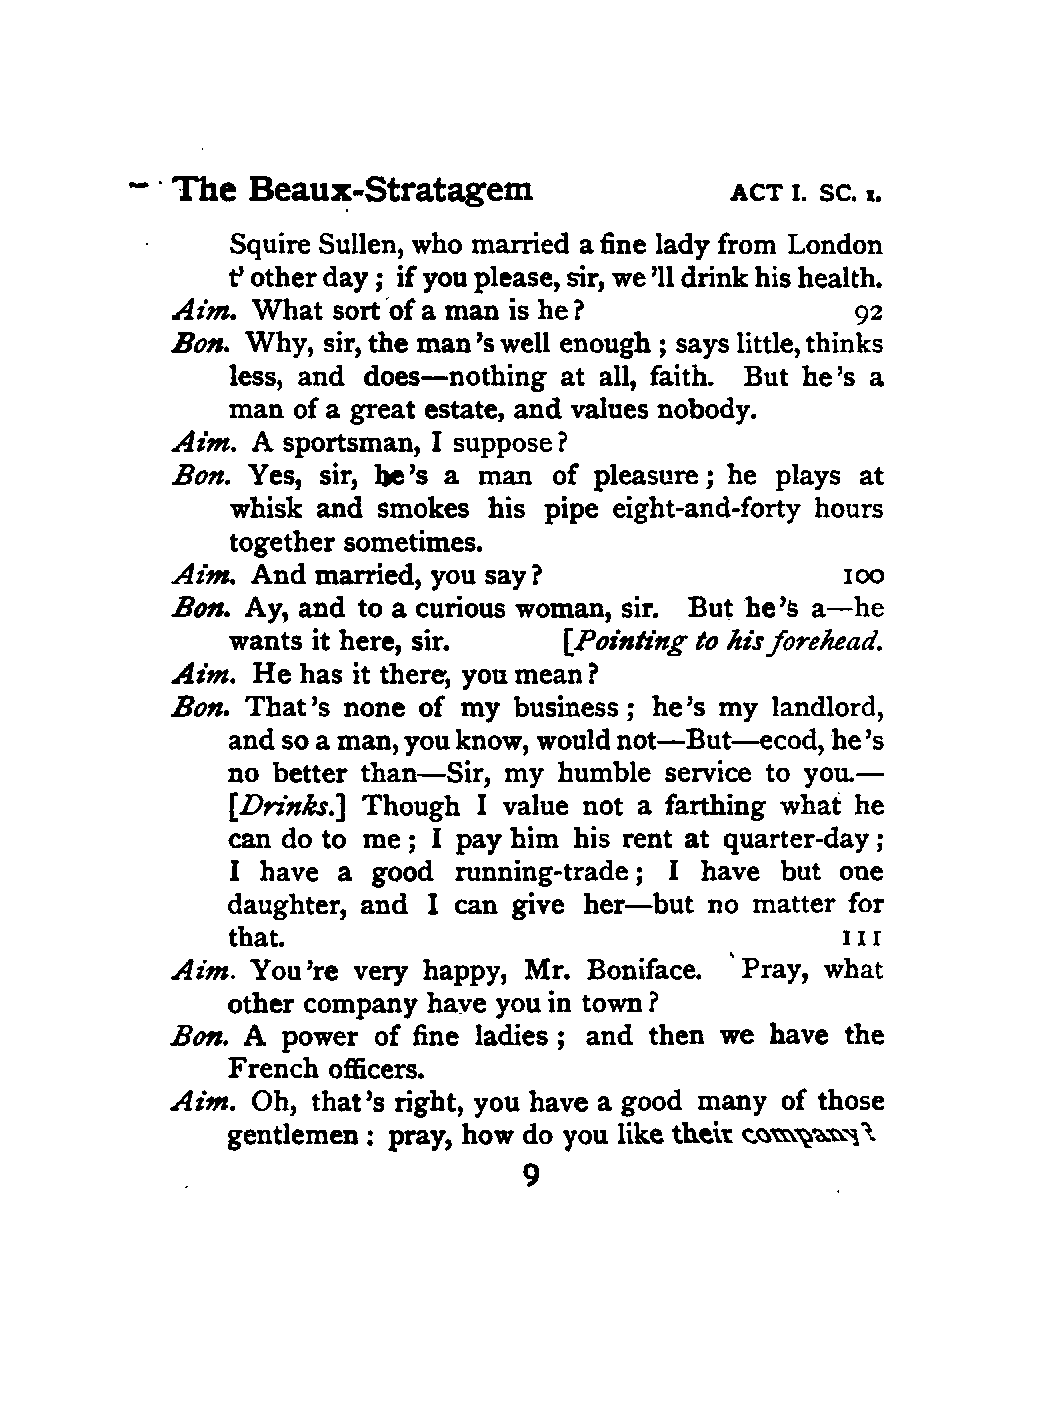 The Beaux-Stratagem ACT I. SC. 1.
Squire Sullen, who married a fine lady from London
t' other day ; if you please, sir, we 'll drink his health.
Aim. What sort of a man is he ? 92
Bon. Why, sir, the man 's well enough ; says little, thinks
less, and does—nothing at all, faith. But he 's a
man of a great estate, and values nobody.
Aim. A sportsman, I suppose ?
Bon. Yes, sir, he 's a man of pleasure ; he plays at
whisk and smokes his pipe eight-and-forty hours
together sometimes.
Aim. And married, you say ? 100
Bon. Ay, and to a curious woman, sir. But he 's a—he
wants it here, sir. [Pointing to his forehead.
Aim. He has it there, you mean ?
Bon. That 's none of my business ; he 's my landlord,
and so a man, you know, would not—But—ecod, he 's
no better than—Sir, my humble service to you.—
[Drinks.] Though I value not a farthing what he
can do to me ; I pay him his rent at quarter-day ;
I have a good running-trade ; I have but one
daughter, and I can give her—but no matter for
that. 111
Aim. You 're very happy, Mr. Boniface. Pray, what
other company have you in town ?
Bon. A power of fine ladies ; and then we have the
French officers.
Aim. Oh, that 's right, you have a good many of those
gentlemen : pray, how do you like their company ?
9